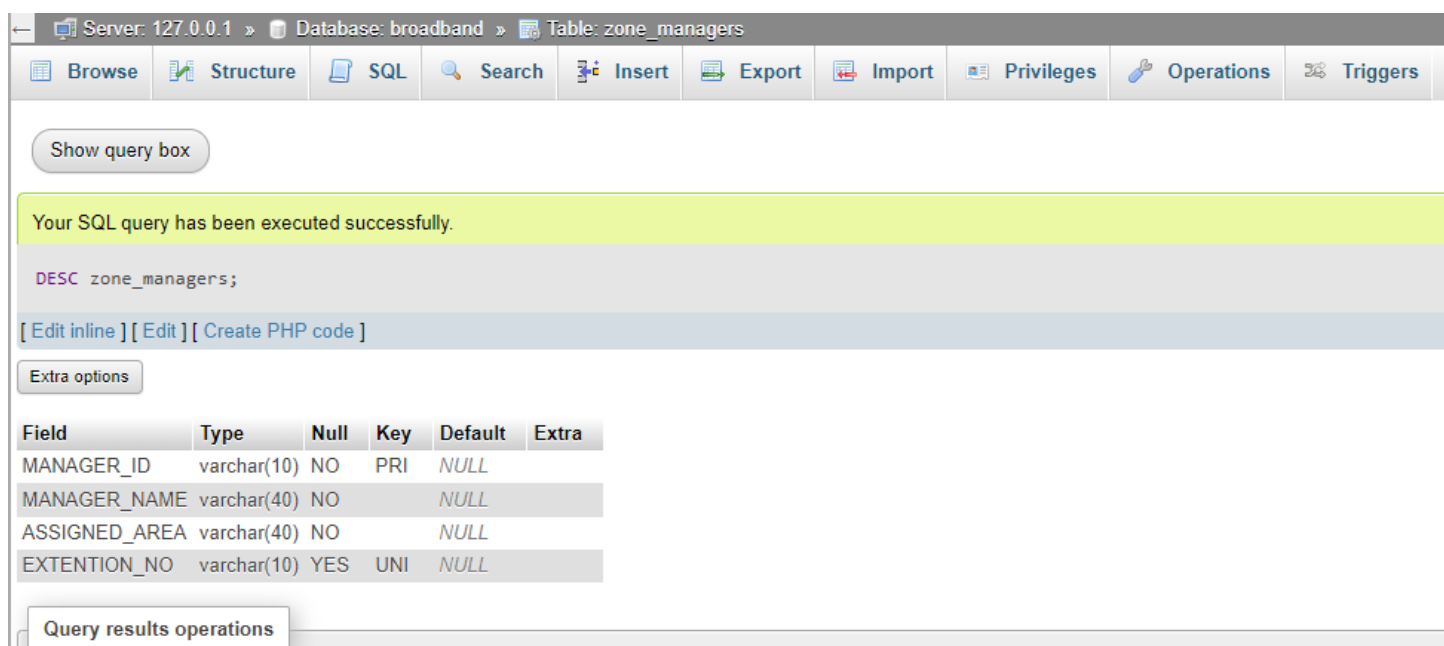 ← Server: 127.0.0.1 » Database: broadband » Table: zone_managers
Browse Structure SQL Search Insert Export Import Privileges Operations Triggers
Show query box
Your SQL query has been executed successfully.
DESC zone_managers;
[ Edit inline ] [ Edit ] [ Create PHP code ]
Extra options
Field Type Null Key Default Extra
MANAGER_ID varchar(10) NO PRI NULL
MANAGER_NAME varchar(40) NO NULL
ASSIGNED_AREA varchar(40) NO NULL
EXTENTION_NO varchar(10) YES UNI NULL
Query results operations